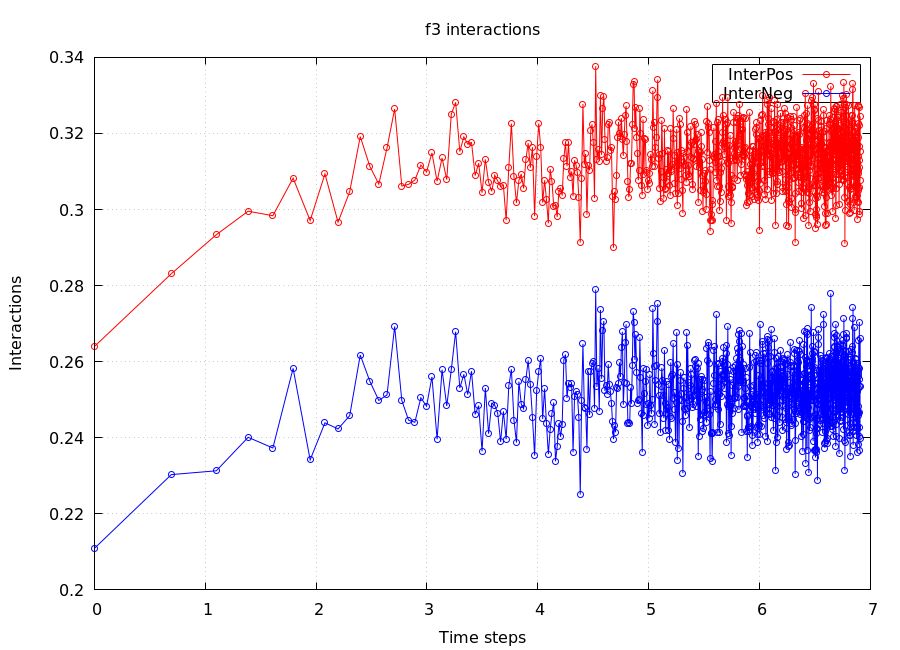 f3 interactions
0.34
0.32
0.3
0.28
0.26
0.24
0.22
0.2
Interactions
InterPos
InterNeg
0 1 2 3 4 5 6 7
Time steps